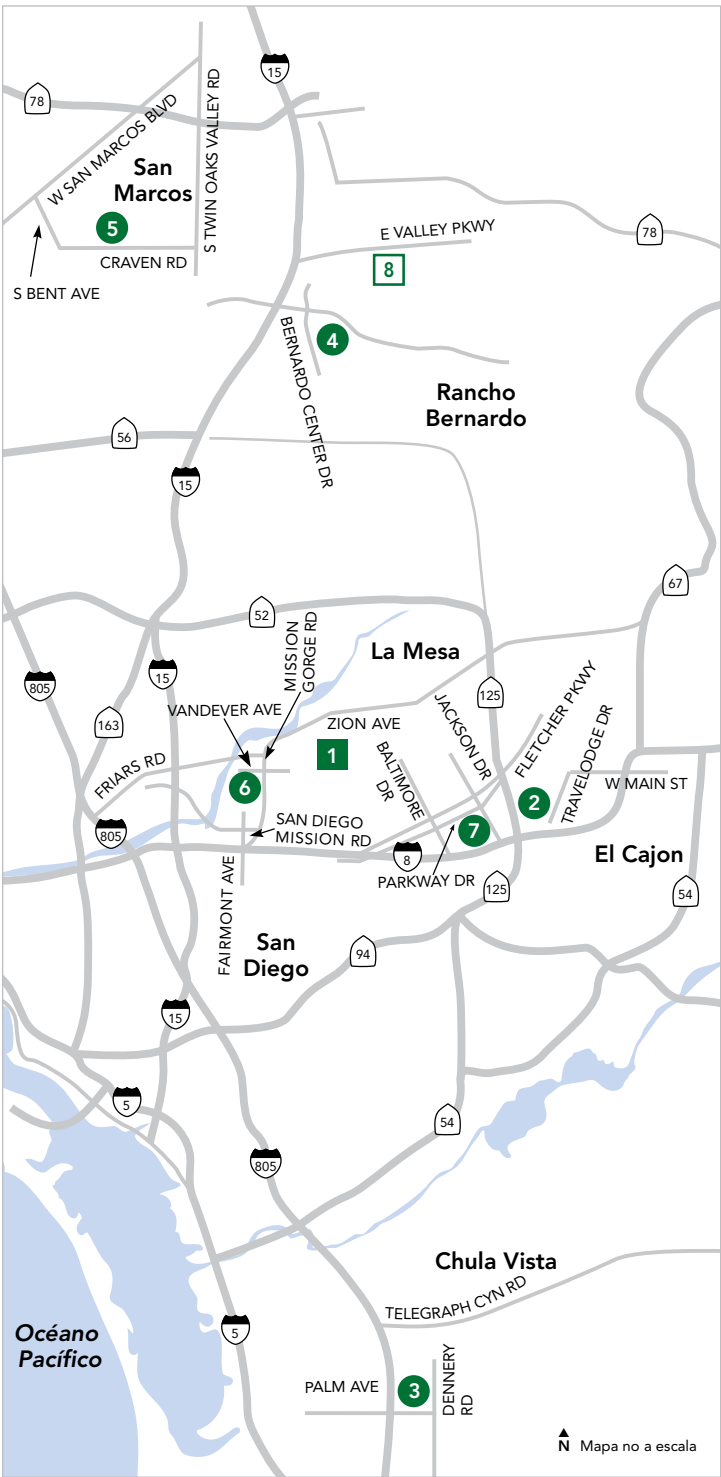 15
78
W SAN MARCOS BLVD
S TWIN OAKS VALLEY RD
San
Marcos
5
CRAVEN RD
S BENT AVE
E VALLEY PKWY
78
8
BERNARDO CENTER DR
4
Rancho
Bernardo
56
15
67
52
MISSION
GORGE RD
La Mesa
805
15
125
163
VANDEVER AVE
ZION AVE
JACKSON DR
FLETCHER PKWY
TRAVELODGE DR
FRIARS RD
1
BALTIMORE
DR
W MAIN ST
6
2
805
SAN DIEGO
MISSION RD
7
8
El Cajon
PARKWAY DR
125
54
FAIRMONT AVE
San
Diego
94
15
5
54
805
Chula Vista
TELEGRAPH CYN RD
5
Océano
Pacífico
PALM AVE
3
DENNERY
RD
N Mapa no a escala